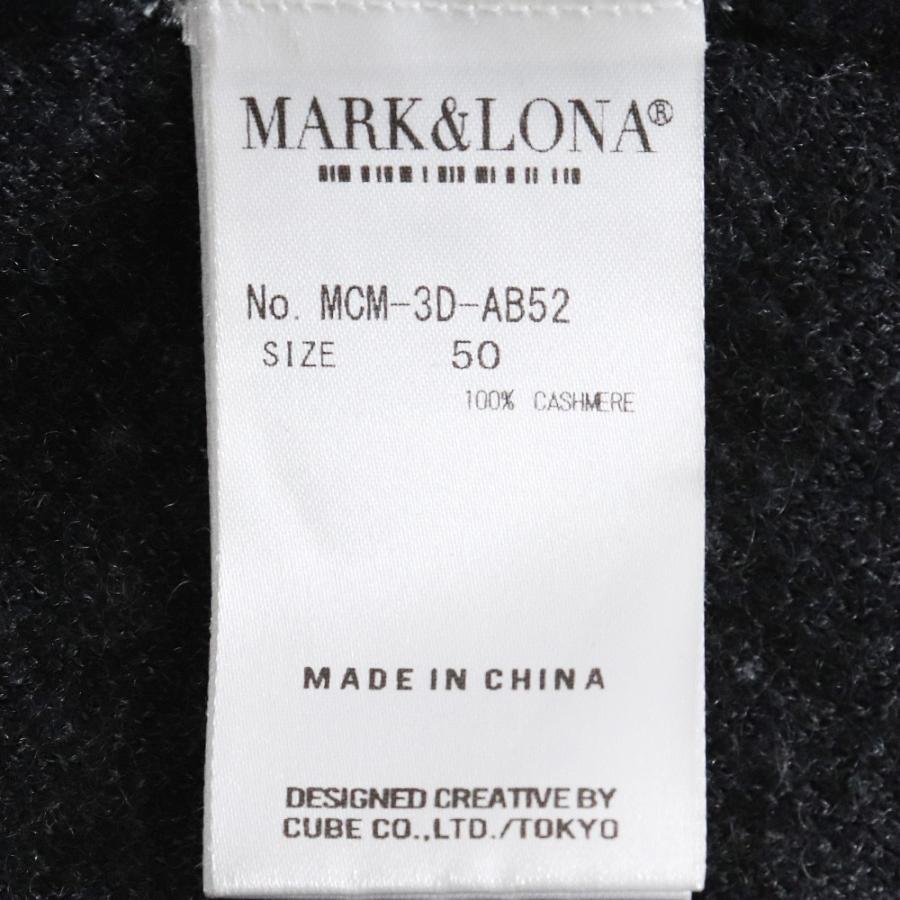 MARK&LONA®
No. MCM-3D-AB52
SIZE 50
100% CASHMERE
MADE IN CHINA
DESIGNED CREATIVE BY
CUBE CO.,LTD./TOKYO